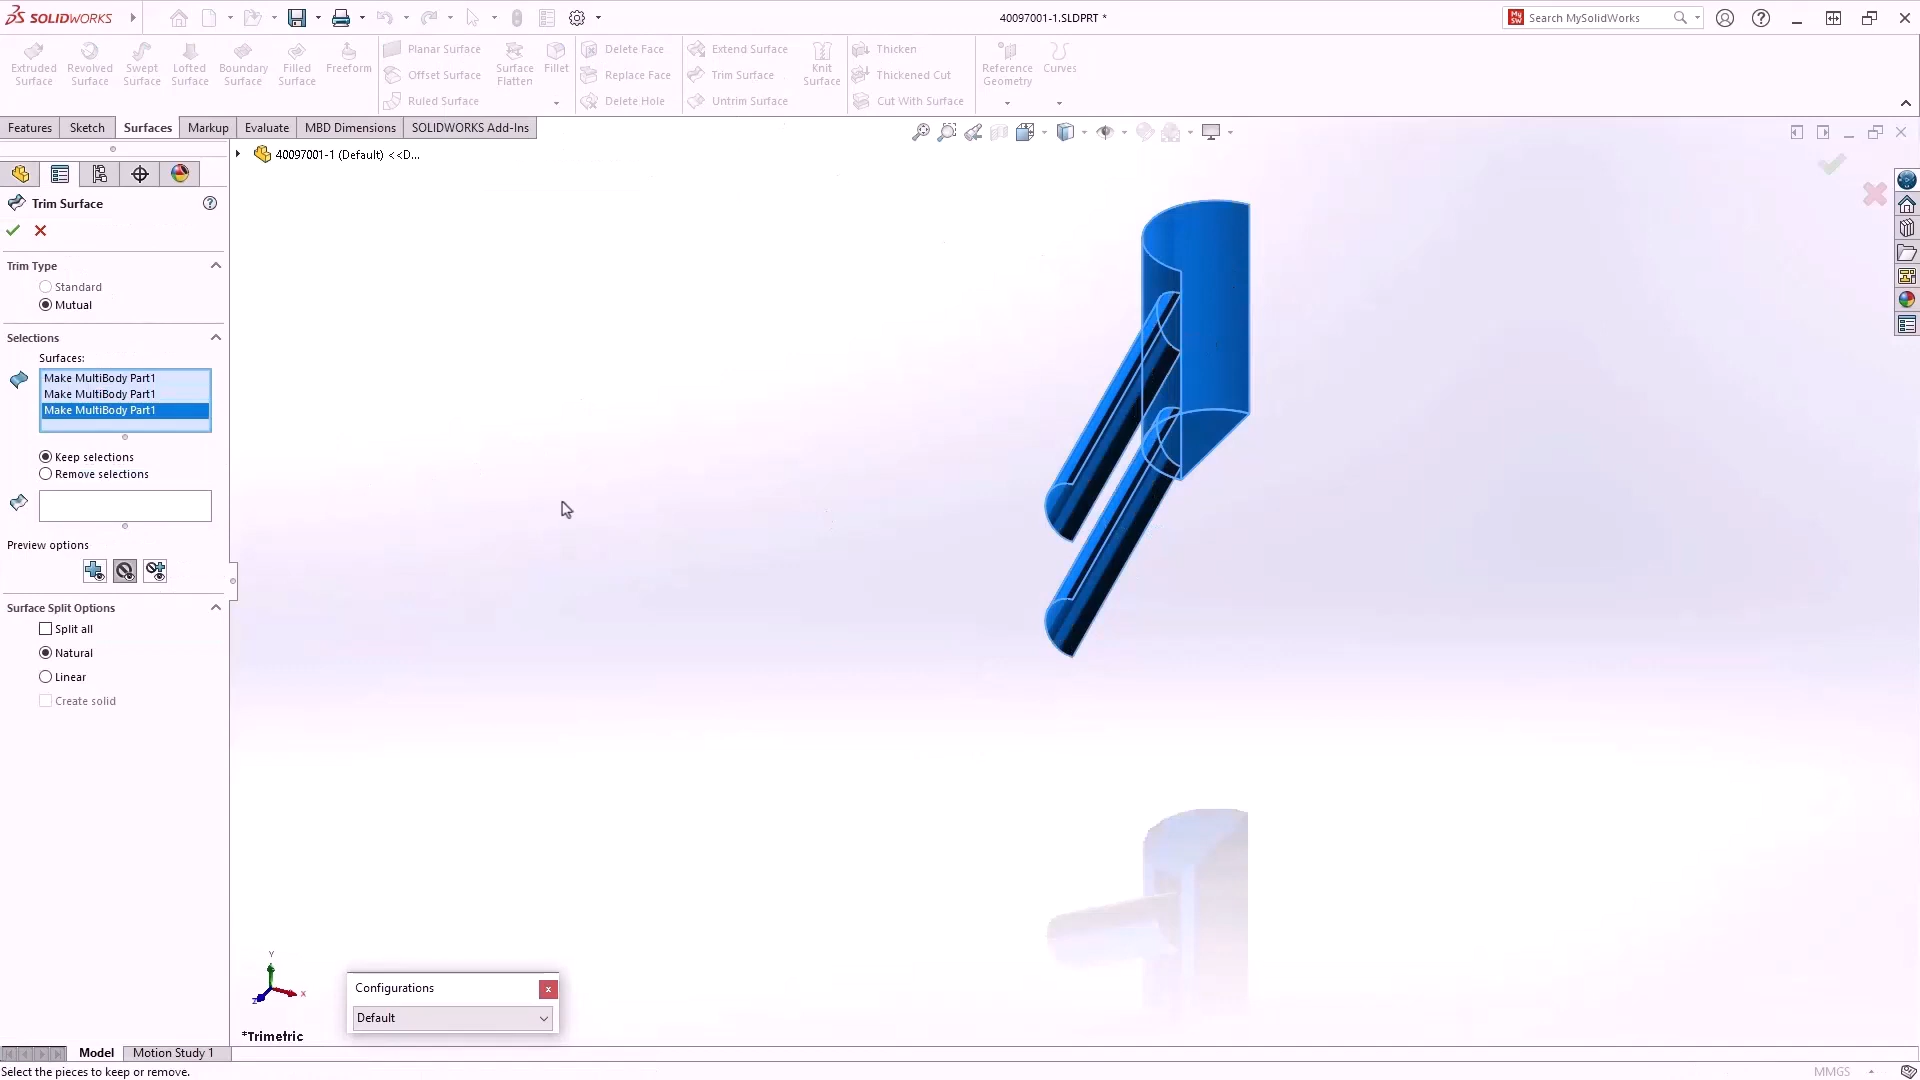 SOLIDWORKS
40097001-1.SLDPRT *
Search MySolidWorks
Extruded Surface
Revolved Surface
Swept Surface
Lofted Surface
Boundary Surface
Filled Surface
Freeform
Planar Surface
Offset Surface
Ruled Surface
Surface Flatten
Fillet
Delete Face
Replace Face
Delete Hole
Extend Surface
Trim Surface
Untrim Surface
Knit Surface
Thicken
Thickened Cut
Cut With Surface
Reference Geometry
Curves
Features
Sketch
Surfaces
Markup
Evaluate
MBD Dimensions
SOLIDWORKS Add-Ins
40097001-1 (Default) <<D...
Trim Surface
Trim Type
Standard
Mutual
Selections
Surfaces:
Make MultiBody Part1
Make MultiBody Part1
Make MultiBody Part1
Keep selections
Remove selections
Preview options
Surface Split Options
Split all
Natural
Linear
Create solid
Y
X
Z
*Trimetric
Configurations
Default
Model
Motion Study 1
Select the pieces to keep or remove.
MMGS